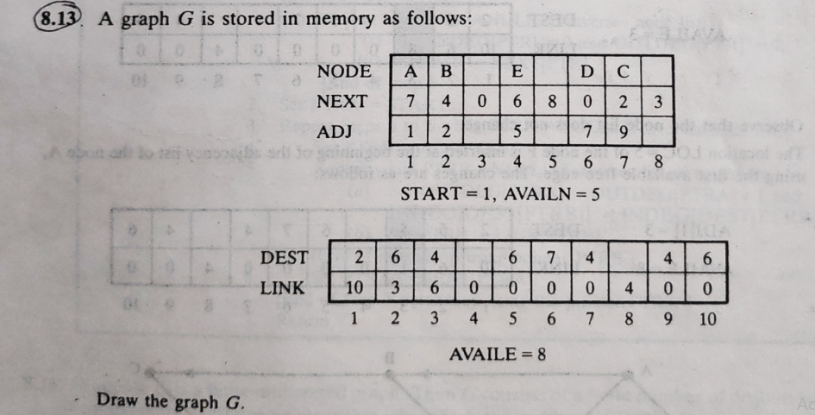 8.13 A graph G is stored in memory as follows:
NODE A B E D C
NEXT 7 4 0 6 8 0 2 3
ADJ 1 2 5 7 9
1 2 3 4 5 6 7 8
START = 1, AVAILN = 5
DEST 2 6 4 6 7 4 4 6
LINK 10 3 6 0 0 0 0 4 0 0
1 2 3 4 5 6 7 8 9 10
AVAILE = 8
Draw the graph G.